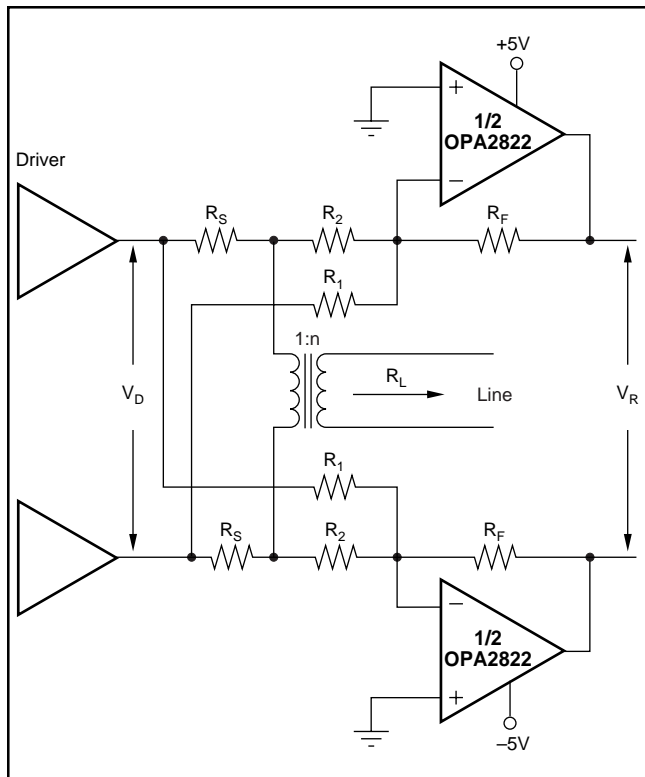 +5V
+
1/2
OPA2822
−
Driver
R_S
R_2
R_F
R_1
1:n
V_D
R_L
Line
V_R
R_1
R_S
R_2
R_F
−
1/2
OPA2822
+
−5V